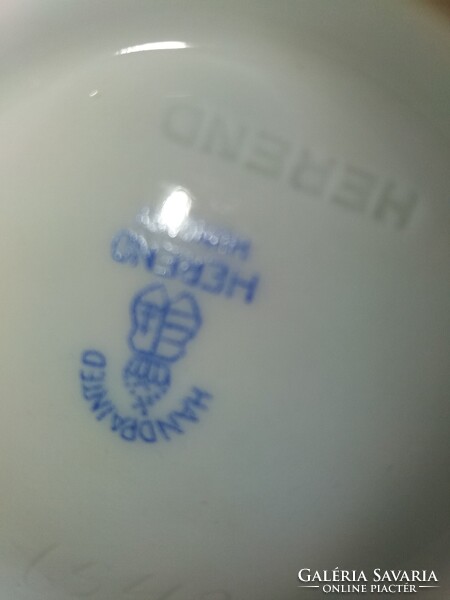 HEREND
HEREND
HANDPAINTED
GALÉRIA SAVARIA
ONLINE PIACTÉR